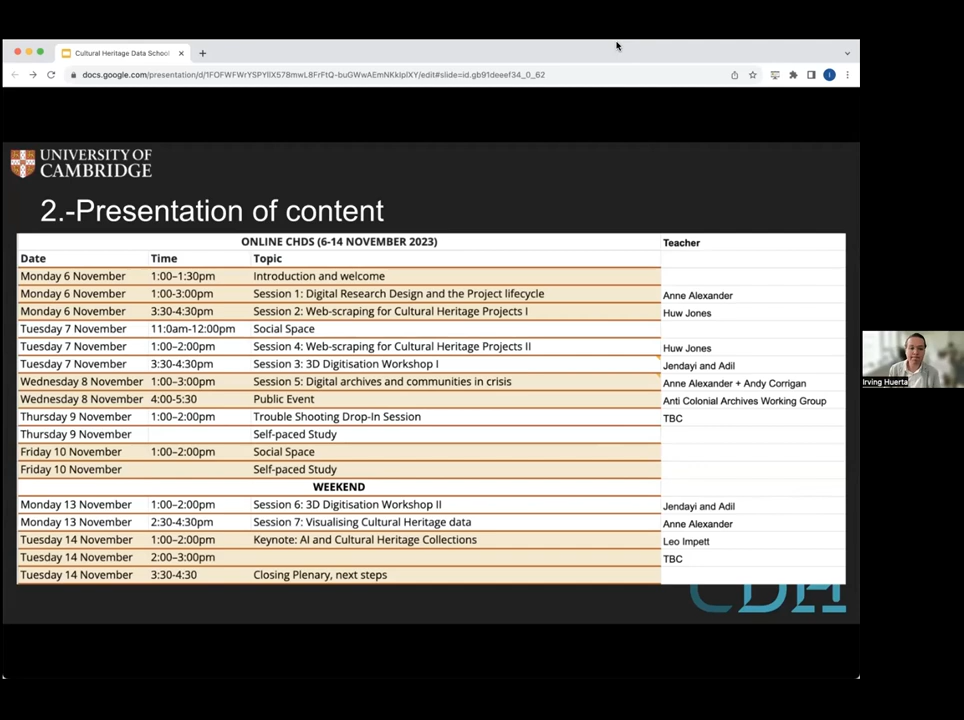 Cultural Heritage Data School
docs.google.com/presentation/d/1FOFWFWrYSPYllX578mwL8FrFtQ-buGWwAEmNKkIplXY/edit#slide=id.gb91deeef34_0_62
UNIVERSITY OF
CAMBRIDGE
2.-Presentation of content
ONLINE CHDS (6-14 NOVEMBER 2023) Teacher
Date Time Topic
Monday 6 November 1:00–1:30pm Introduction and welcome
Monday 6 November 1:00-3:00pm Session 1: Digital Research Design and the Project lifecycle Anne Alexander
Monday 6 November 3:30-4:30pm Session 2: Web-scraping for Cultural Heritage Projects I Huw Jones
Tuesday 7 November 11:0am-12:00pm Social Space
Tuesday 7 November 1:00–2:00pm Session 4: Web-scraping for Cultural Heritage Projects II Huw Jones
Tuesday 7 November 3:30-4:30pm Session 3: 3D Digitisation Workshop I Jendayi and Adil
Wednesday 8 November 1:00–3:00pm Session 5: Digital archives and communities in crisis Anne Alexander + Andy Corrigan
Wednesday 8 November 4:00-5:30 Public Event Anti Colonial Archives Working Group
Thursday 9 November 1:00–2:00pm Trouble Shooting Drop-In Session TBC
Thursday 9 November Self-paced Study
Friday 10 November 1:00–2:00pm Social Space
Friday 10 November Self-paced Study
WEEKEND
Monday 13 November 1:00–2:00pm Session 6: 3D Digitisation Workshop II Jendayi and Adil
Monday 13 November 2:30-4:30pm Session 7: Visualising Cultural Heritage data Anne Alexander
Tuesday 14 November 1:00–2:00pm Keynote: AI and Cultural Heritage Collections Leo Impett
Tuesday 14 November 2:00–3:00pm TBC
Tuesday 14 November 3:30-4:30 Closing Plenary, next steps
CDH
Irving Huerta